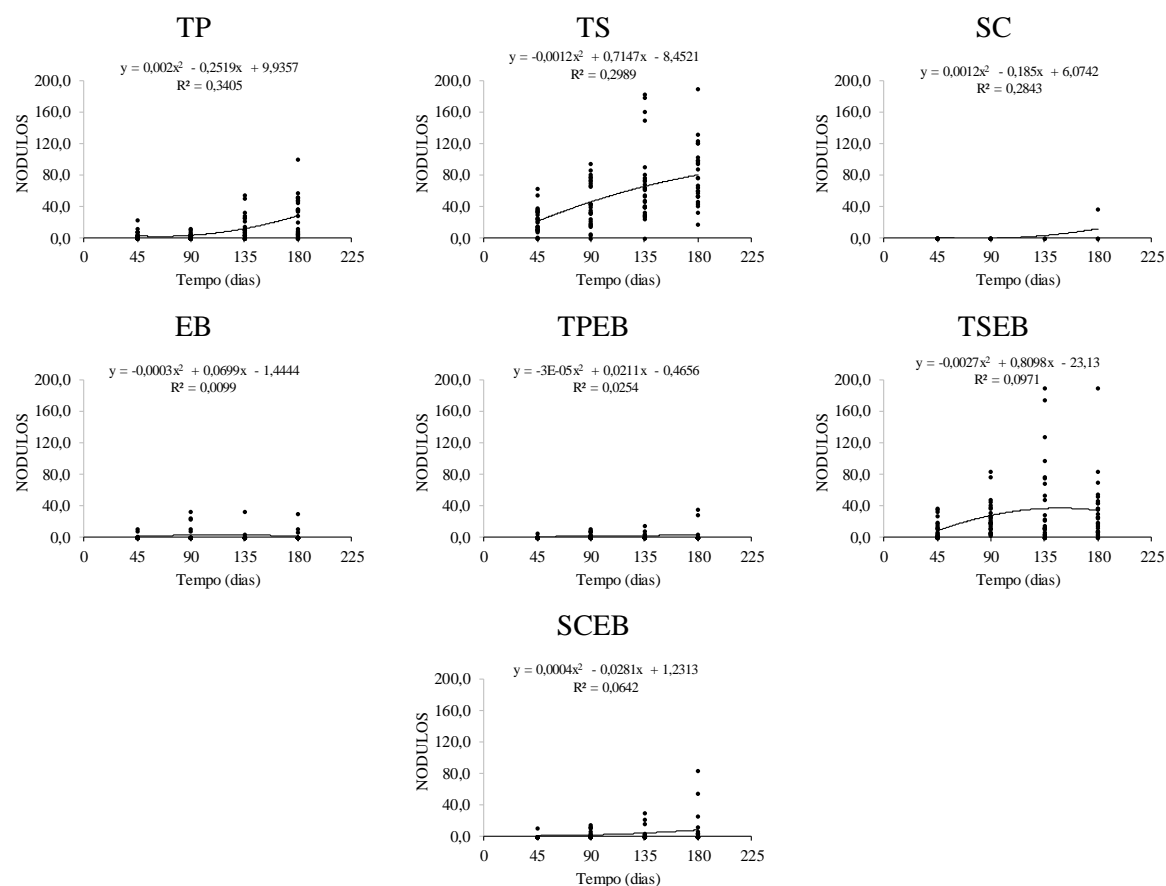 TP
y = 0,002x² - 0,2519x + 9,9357
R² = 0,3405
200,0
160,0
120,0
80,0
40,0
0,0
NODULOS
0 45 90 135 180 225
Tempo (dias)
TS
y = -0,0012x² + 0,7147x - 8,4521
R² = 0,2989
200,0
160,0
120,0
80,0
40,0
0,0
NODULOS
0 45 90 135 180 225
Tempo (dias)
SC
y = 0,0012x² - 0,185x + 6,0742
R² = 0,2843
200,0
160,0
120,0
80,0
40,0
0,0
NODULOS
0 45 90 135 180 225
Tempo (dias)
EB
y = -0,0003x² + 0,0699x - 1,4444
R² = 0,0099
200,0
160,0
120,0
80,0
40,0
0,0
NODULOS
0 45 90 135 180 225
Tempo (dias)
TPEB
y = -3E-05x² + 0,0211x - 0,4656
R² = 0,0254
200,0
160,0
120,0
80,0
40,0
0,0
NODULOS
0 45 90 135 180 225
Tempo (dias)
TSEB
y = -0,0027x² + 0,8098x - 23,13
R² = 0,0971
200,0
160,0
120,0
80,0
40,0
0,0
NODULOS
0 45 90 135 180 225
Tempo (dias)
SCEB
y = 0,0004x² - 0,0281x + 1,2313
R² = 0,0642
200,0
160,0
120,0
80,0
40,0
0,0
NODULOS
0 45 90 135 180 225
Tempo (dias)